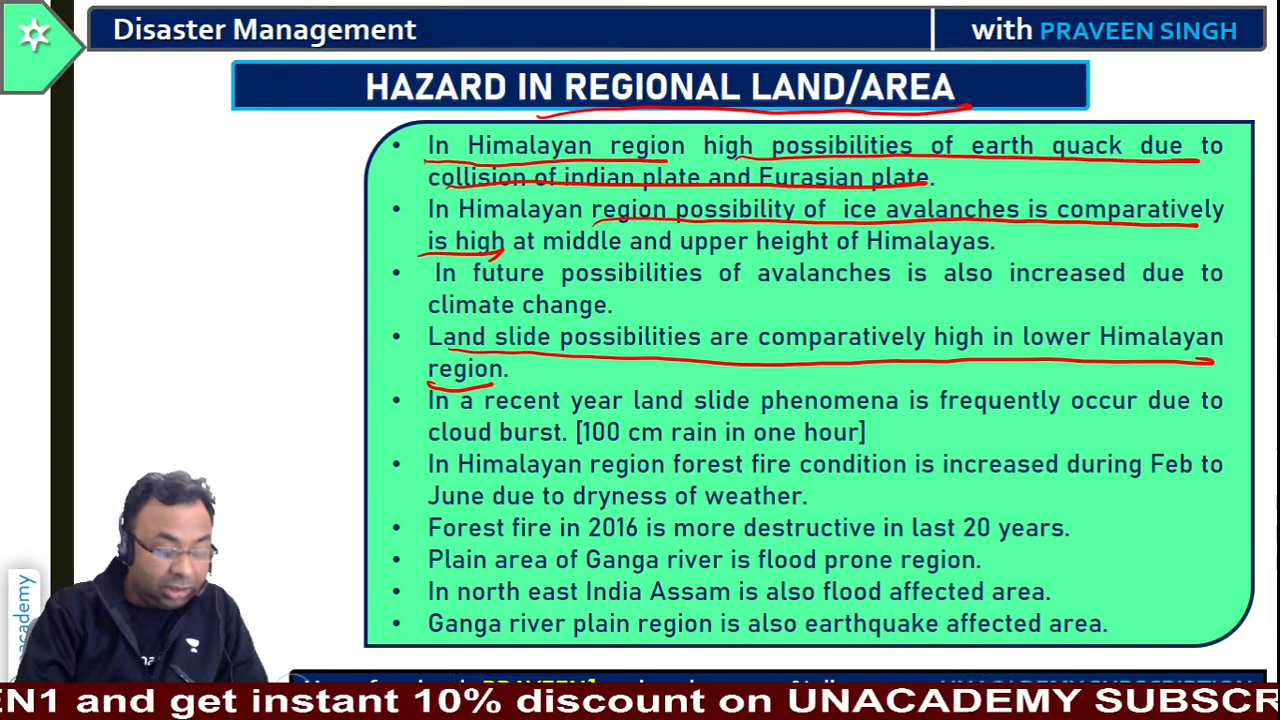 Disaster Management
with PRAVEEN SINGH
HAZARD IN REGIONAL LAND/AREA
• In Himalayan region high possibilities of earth quack due to
collision of indian plate and Eurasian plate.
• In Himalayan region possibility of ice avalanches is comparatively
is high at middle and upper height of Himalayas.
• In future possibilities of avalanches is also increased due to
climate change.
• Land slide possibilities are comparatively high in lower Himalayan
region.
• In a recent year land slide phenomena is frequently occur due to
cloud burst. [100 cm rain in one hour]
• In Himalayan region forest fire condition is increased during Feb to
June due to dryness of weather.
• Forest fire in 2016 is more destructive in last 20 years.
• Plain area of Ganga river is flood prone region.
• In north east India Assam is also flood affected area.
• Ganga river plain region is also earthquake affected area.
academy
EN1 and get instant 10% discount on UNACADEMY SUBSCR